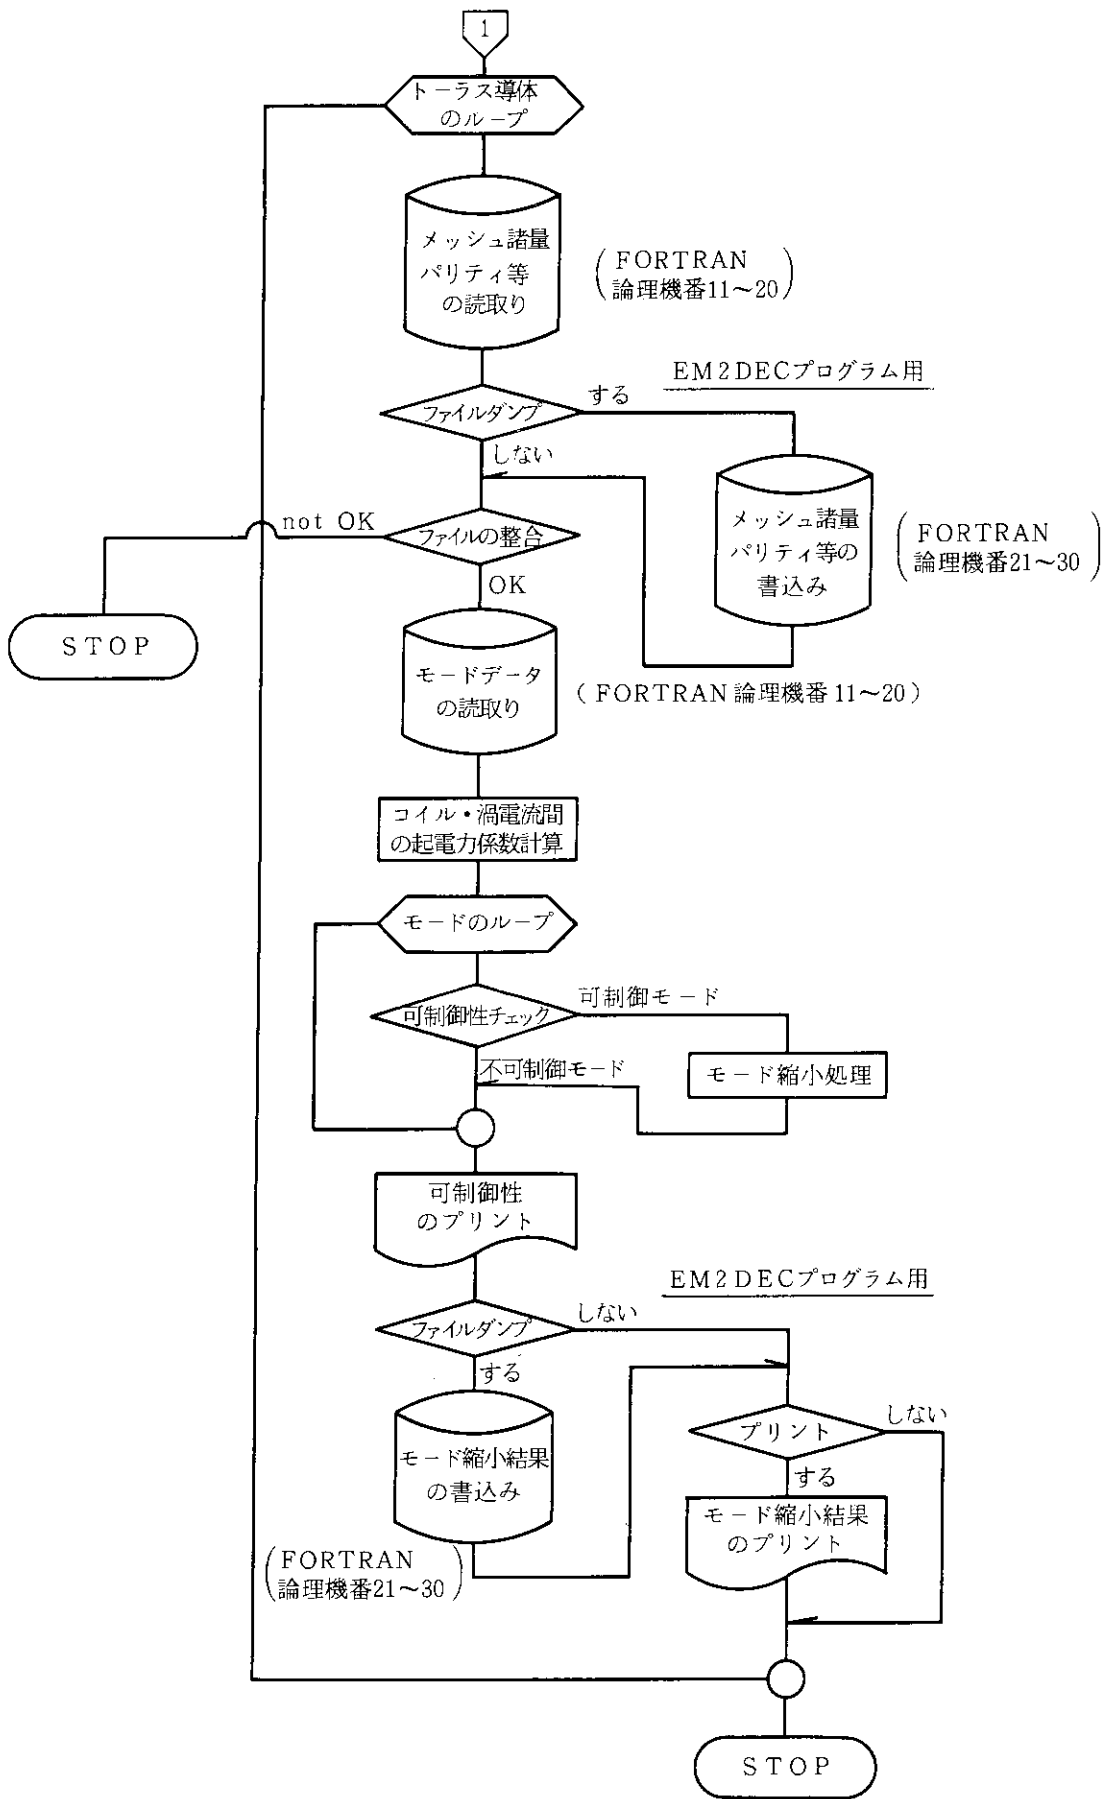 1
トーラス導体
のループ
メッシュ諸量
パリティ等
の読取り
(FORTRAN
論理機番11〜20)
EM2DECプログラム用
ファイルダンプ
する
しない
メッシュ諸量
パリティ等の
書込み
(FORTRAN
論理機番21〜30)
not OK
ファイルの整合
OK
STOP
モードデータ
の読取り
(FORTRAN論理機番11〜20)
コイル・渦電流間
の起電力係数計算
モードのループ
可制御性チェック
可制御モード
不可制御モード
モード縮小処理
可制御性
のプリント
EM2DECプログラム用
ファイルダンプ
しない
する
モード縮小結果
の書込み
(FORTRAN
論理機番21〜30)
プリント
しない
する
モード縮小結果
のプリント
STOP